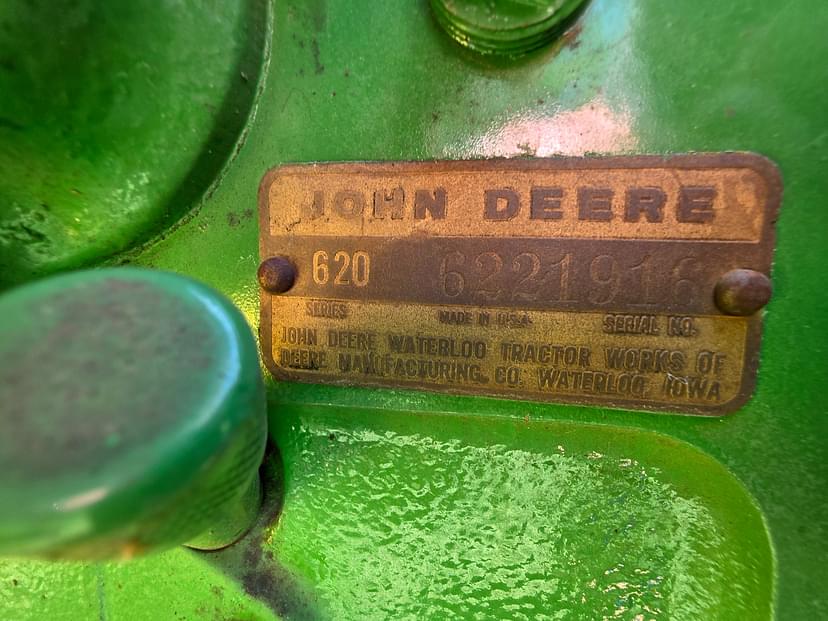 JOHN DEERE
620 6221916
SERIES MADE IN U.S.A. SERIAL NO.
JOHN DEERE WATERLOO TRACTOR WORKS OF
DEERE MANUFACTURING CO. WATERLOO, IOWA